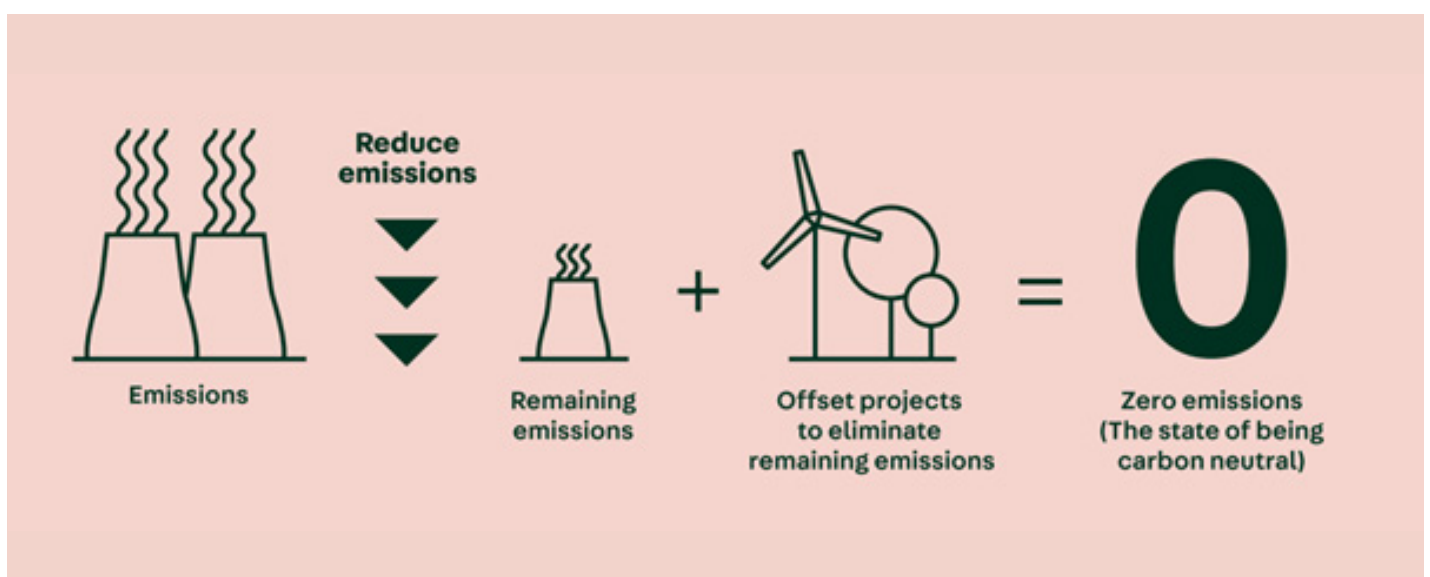 Emissions
Reduce
emissions
Remaining
emissions
+
Offset projects
to eliminate
remaining emissions
=
0
Zero emissions
(The state of being
carbon neutral)